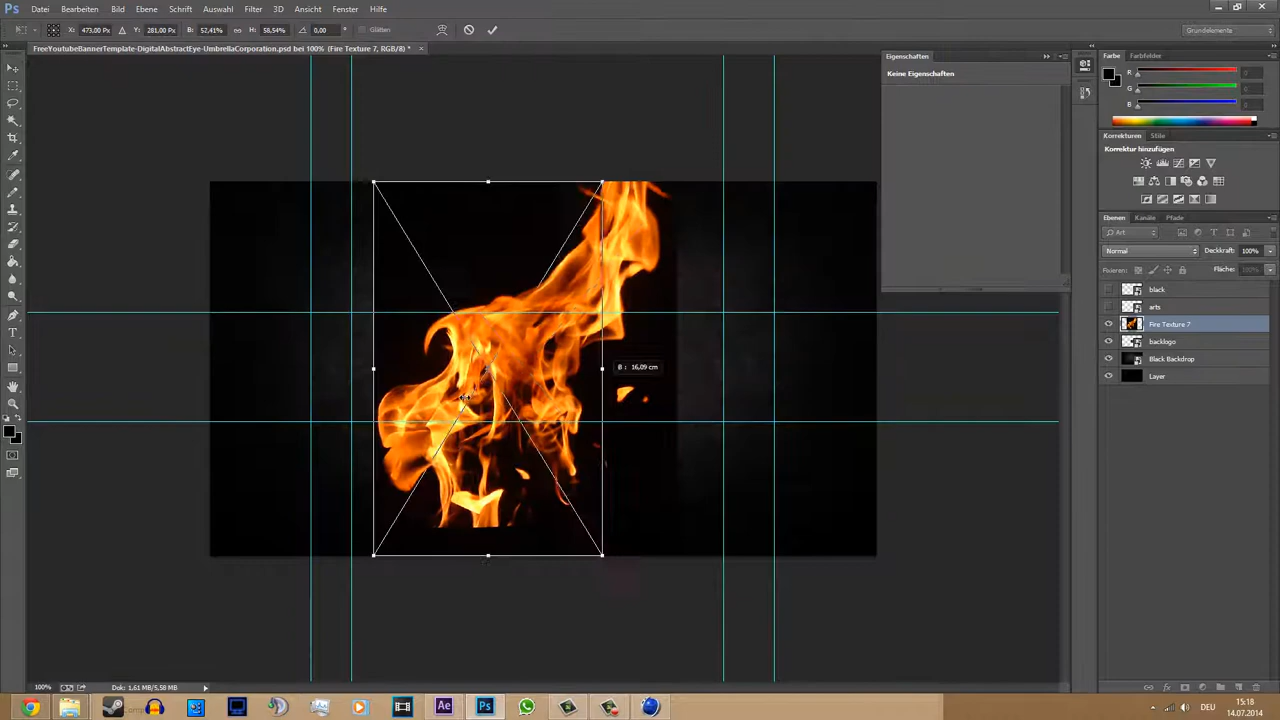 Ps Datei Bearbeiten Bild Ebene Schrift Auswahl Filter 3D Ansicht Fenster Hilfe
X: 473,00 px Y: 281,00 px B: 52,41% H: 58,54% 0,00 ° Glätten Grundelemente
FreeYoutubeBannerTemplate-DigitalAbstractEye-UmbrellaCorporation.psd bei 100% (Fire Texture 7, RGB/8) *
Eigenschaften
Keine Eigenschaften
Farbe Farbfelder
R
G
B
Korrekturen Stile
Korrektur hinzufügen
Ebenen Kanäle Pfade
Art
Normal Deckkraft: 100%
Fixieren: Fläche: 100%
black
arts
Fire Texture 7
backlogo
Black Backdrop
Layer
B : 16,09 cm
100% Dok: 1,61 MB/5,58 MB
Ae Ps
DEU 15:18
14.07.2014